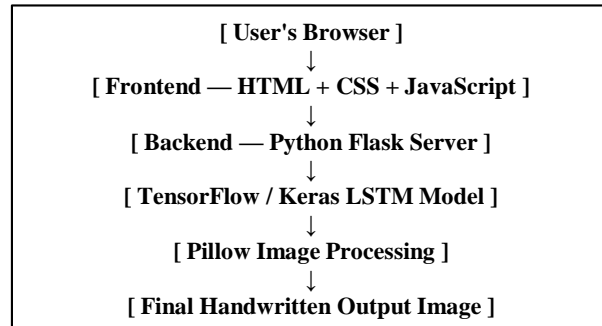 [ User's Browser ]
↓
[ Frontend — HTML + CSS + JavaScript ]
↓
[ Backend — Python Flask Server ]
↓
[ TensorFlow / Keras LSTM Model ]
↓
[ Pillow Image Processing ]
↓
[ Final Handwritten Output Image ]